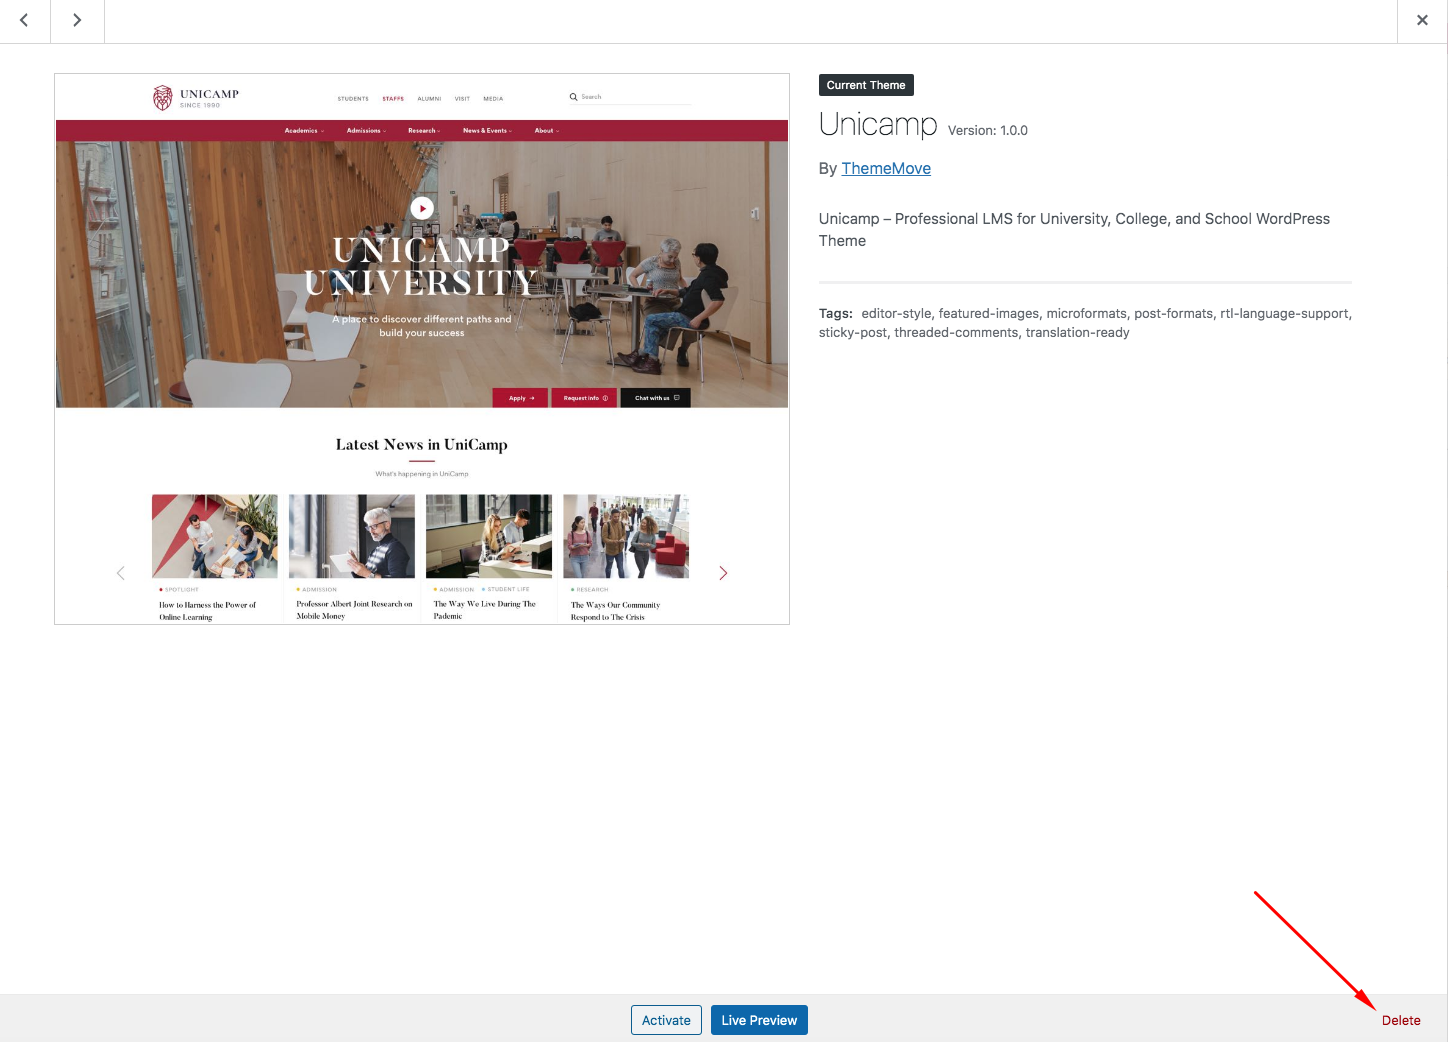 UNICAMP
SINCE 1990
STUDENTS STAFFS ALUMNI VISIT MEDIA
Search
Academics Admissions Research News & Events About
UNICAMP
UNIVERSITY
A place to discover different paths and
build your success
Apply Request info Chat with us
Latest News in UniCamp
What's happening in UniCamp
SPOTLIGHT
How to Harness the Power of
Online Learning
ADMISSION
Professor Albert Joint Research on
Mobile Money
ADMISSION STUDENT LIFE
The Way We Live During The
Pademic
RESEARCH
The Ways Our Community
Respond to The Crisis
Current Theme
Unicamp Version: 1.0.0
By ThemeMove
Unicamp – Professional LMS for University, College, and School WordPress
Theme
Tags: editor-style, featured-images, microformats, post-formats, rtl-language-support,
sticky-post, threaded-comments, translation-ready
Activate Live Preview Delete